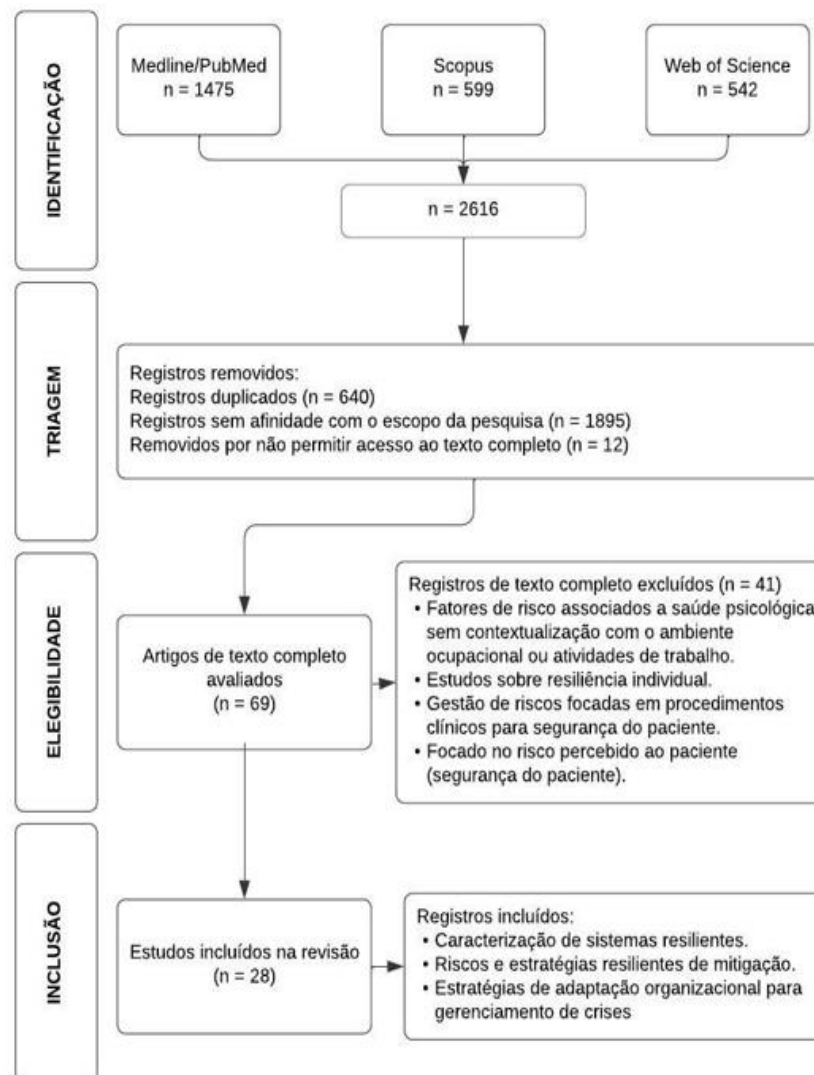 IDENTIFICAÇÃO
Medline/PubMed
n = 1475
Scopus
n = 599
Web of Science
n = 542
n = 2616
TRIAGEM
Registros removidos:
Registros duplicados (n = 640)
Registros sem afinidade com o escopo da pesquisa (n = 1895)
Removidos por não permitir acesso ao texto completo (n = 12)
ELEGIBILIDADE
Artigos de texto completo
avaliados
(n = 69)
Registros de texto completo excluídos (n = 41)
• Fatores de risco associados a saúde psicológica
sem contextualização com o ambiente
ocupacional ou atividades de trabalho.
• Estudos sobre resiliência individual.
• Gestão de riscos focadas em procedimentos
clínicos para segurança do paciente.
• Focado no risco percebido ao paciente
(segurança do paciente).
INCLUSÃO
Estudos incluídos na revisão
(n = 28)
Registros incluídos:
• Caracterização de sistemas resilientes.
• Riscos e estratégias resilientes de mitigação.
• Estratégias de adaptação organizacional para
gerenciamento de crises